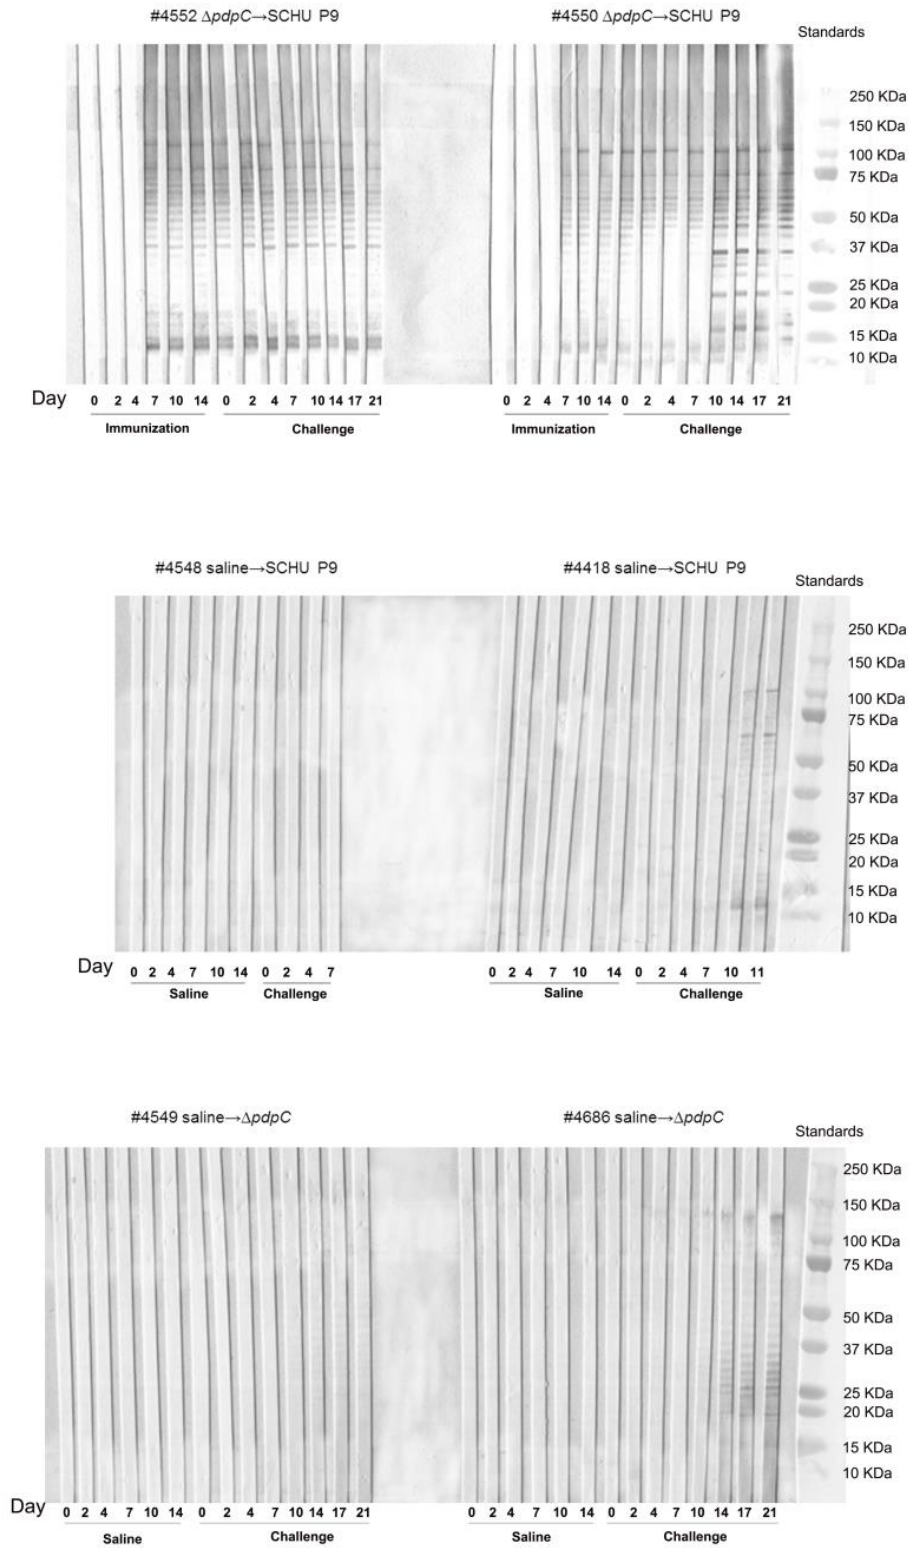 #4552 ΔpdpC→SCHU P9
#4550 ΔpdpC→SCHU P9
Standards
250 KDa
150 KDa
100 KDa
75 KDa
50 KDa
37 KDa
25 KDa
20 KDa
15 KDa
10 KDa
Day 0 2 4 7 10 14 0 2 4 7 10 14 17 21 0 2 4 7 10 14 0 2 4 7 10 14 17 21
Immunization Challenge Immunization Challenge
#4548 saline→SCHU P9
#4418 saline→SCHU P9
Standards
250 KDa
150 KDa
100 KDa
75 KDa
50 KDa
37 KDa
25 KDa
20 KDa
15 KDa
10 KDa
Day 0 2 4 7 10 14 0 2 4 7 0 2 4 7 10 14 0 2 4 7 10 11
Saline Challenge Saline Challenge
#4549 saline→ΔpdpC
#4686 saline→ΔpdpC
Standards
250 KDa
150 KDa
100 KDa
75 KDa
50 KDa
37 KDa
25 KDa
20 KDa
15 KDa
10 KDa
Day 0 2 4 7 10 14 0 2 4 7 10 14 17 21 0 2 4 7 10 14 0 2 4 7 10 14 17 21
Saline Challenge Saline Challenge